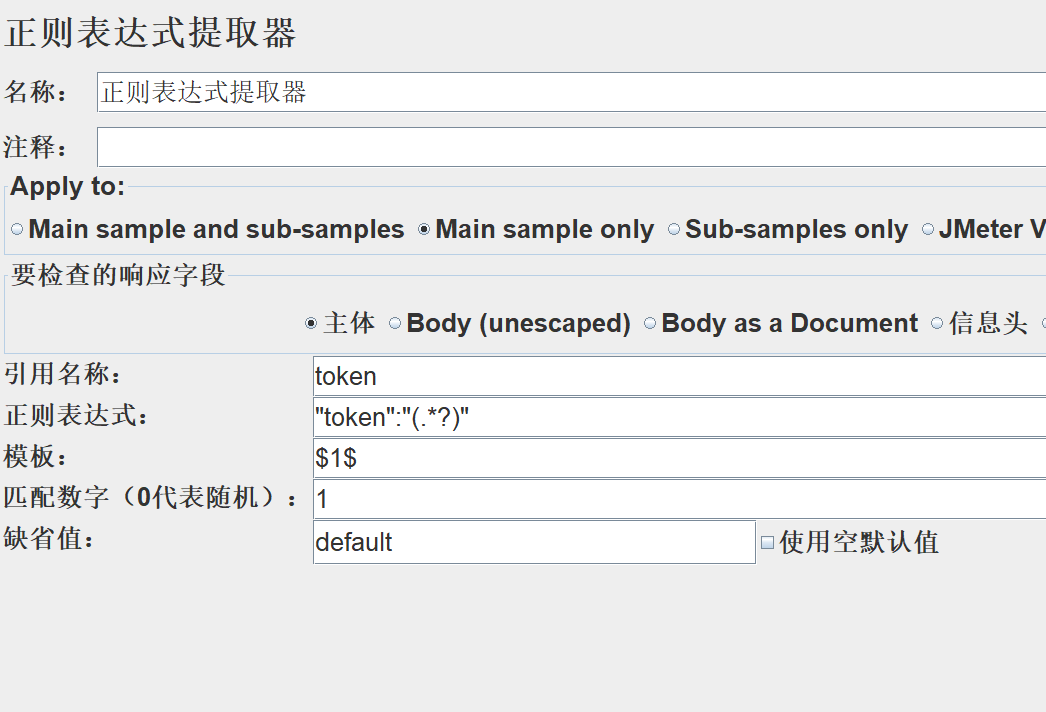 正则表达式提取器
名称： 正则表达式提取器
注释：
Apply to:
Main sample and sub-samples Main sample only Sub-samples only JMeter V
要检查的响应字段
主体 Body (unescaped) Body as a Document 信息头
引用名称： token
正则表达式： "token":"(.*?)"
模板： $1$
匹配数字（0代表随机）： 1
缺省值： default 使用空默认值